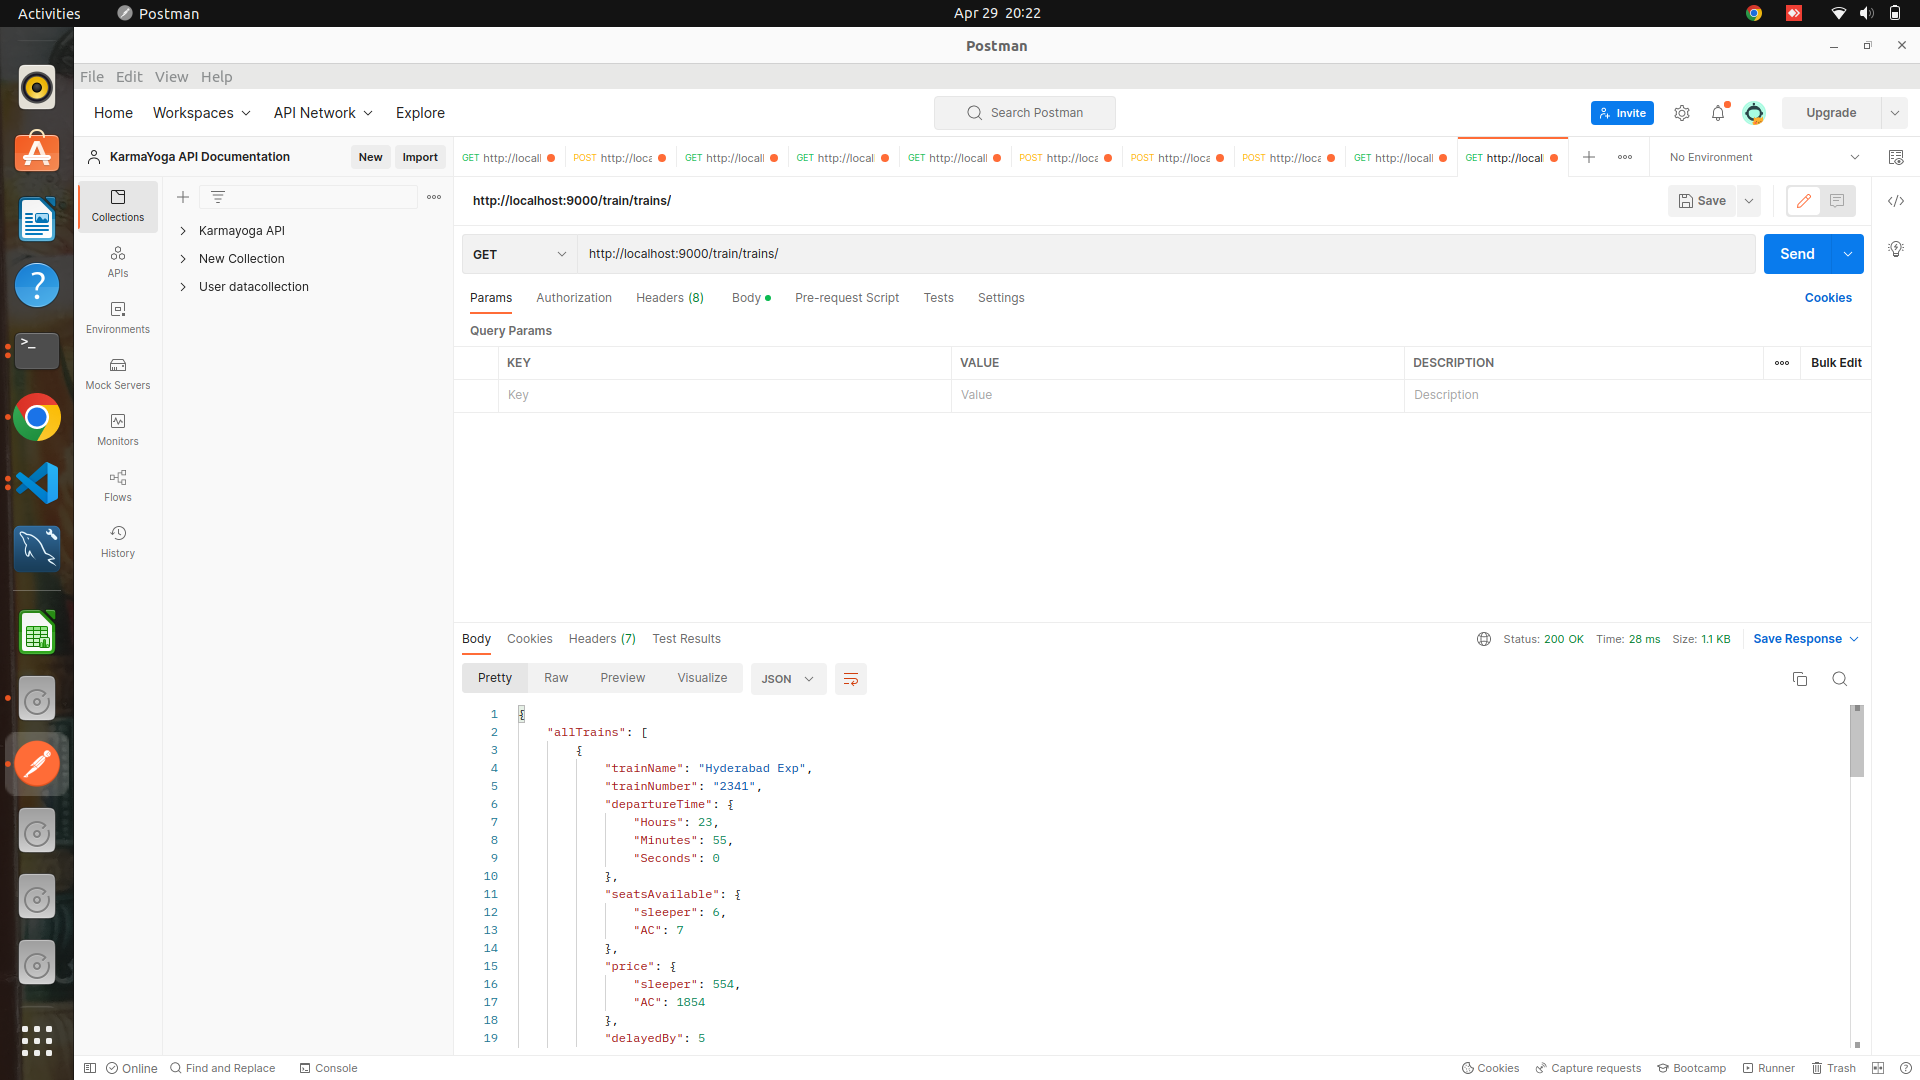 Activities
Postman
Apr 29 20:22
Postman
File Edit View Help
Home Workspaces API Network Explore
Search Postman
Invite
Upgrade
KarmaYoga API Documentation
New
Import
GET http://locall
POST http://loca
GET http://locall
GET http://locall
GET http://locall
POST http://loca
POST http://loca
POST http://loca
GET http://locall
GET http://locall
No Environment
Collections
APIs
Environments
Mock Servers
Monitors
Flows
History
Karmayoga API
New Collection
User datacollection
http://localhost:9000/train/trains/
Save
GET
http://localhost:9000/train/trains/
Send
Params Authorization Headers (8) Body Pre-request Script Tests Settings
Cookies
Query Params
KEY VALUE DESCRIPTION
Bulk Edit
Key Value Description
Body Cookies Headers (7) Test Results
Status: 200 OK Time: 28 ms Size: 1.1 KB
Save Response
Pretty Raw Preview Visualize JSON
1 {
2 "allTrains": [
3 {
4 "trainName": "Hyderabad Exp",
5 "trainNumber": "2341",
6 "departureTime": {
7 "Hours": 23,
8 "Minutes": 55,
9 "Seconds": 0
10 },
11 "seatsAvailable": {
12 "sleeper": 6,
13 "AC": 7
14 },
15 "price": {
16 "sleeper": 554,
17 "AC": 1854
18 },
19 "delayedBy": 5
Online Find and Replace Console
Cookies Capture requests Bootcamp Runner Trash